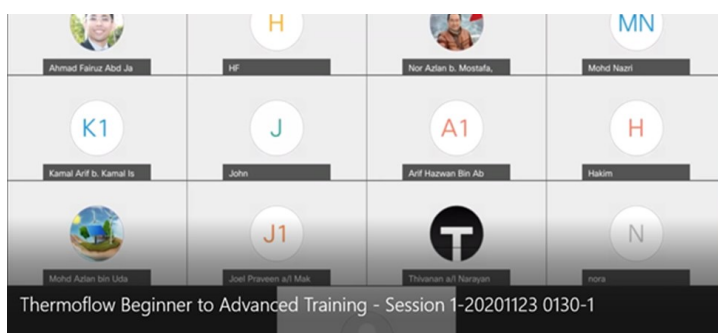 H MN
Ahmad Fairuz Abd Ja HF Nor Azlan b. Mostafa, Mohd Nazri
K1 J A1 H
Kamal Arif b. Kamal Is John Arif Hazwan Bin Ab Hakim
J1 T N
Mohd Azlan bin Uda Joel Praveen a/l Mak Thivanan a/l Narayan nora
Thermoflow Beginner to Advanced Training - Session 1-20201123 0130-1